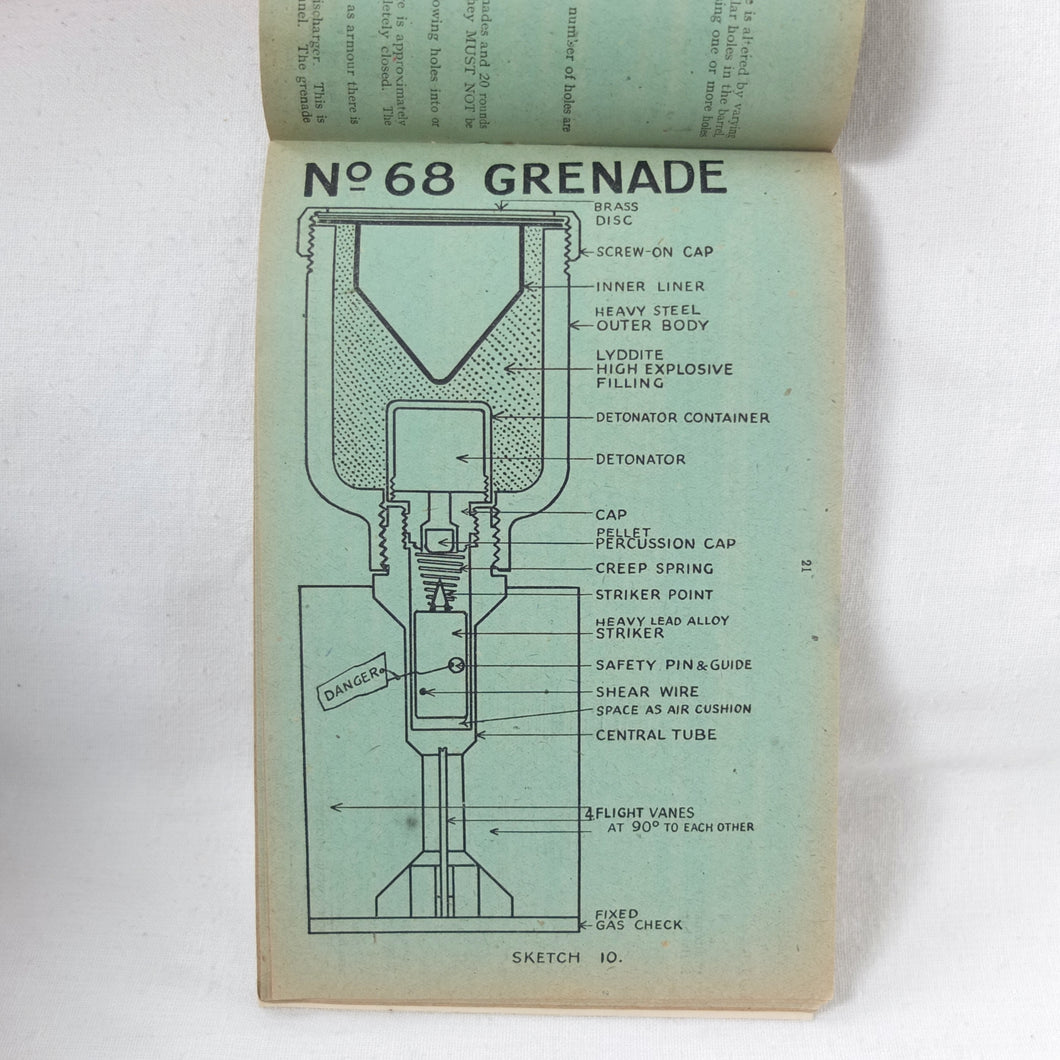 e is altered by varying
lar holes in the barrel
ing one or more holes
number of holes are
nades and 20 rounds
hey MUST NOT be
owing holes into or
re is approximately
letely closed. The
as armour there is
ischarger. This is
nnel. The grenade
Nº 68 GRENADE
BRASS
DISC
SCREW-ON CAP
INNER LINER
HEAVY STEEL
OUTER BODY
LYDDITE
HIGH EXPLOSIVE
FILLING
DETONATOR CONTAINER
DETONATOR
CAP
PELLET
PERCUSSION CAP
CREEP SPRING
STRIKER POINT
HEAVY LEAD ALLOY
STRIKER
SAFETY PIN & GUIDE
DANGER
SHEAR WIRE
SPACE AS AIR CUSHION
CENTRAL TUBE
4 FLIGHT VANES
AT 90º TO EACH OTHER
FIXED
GAS CHECK
SKETCH 10.
21